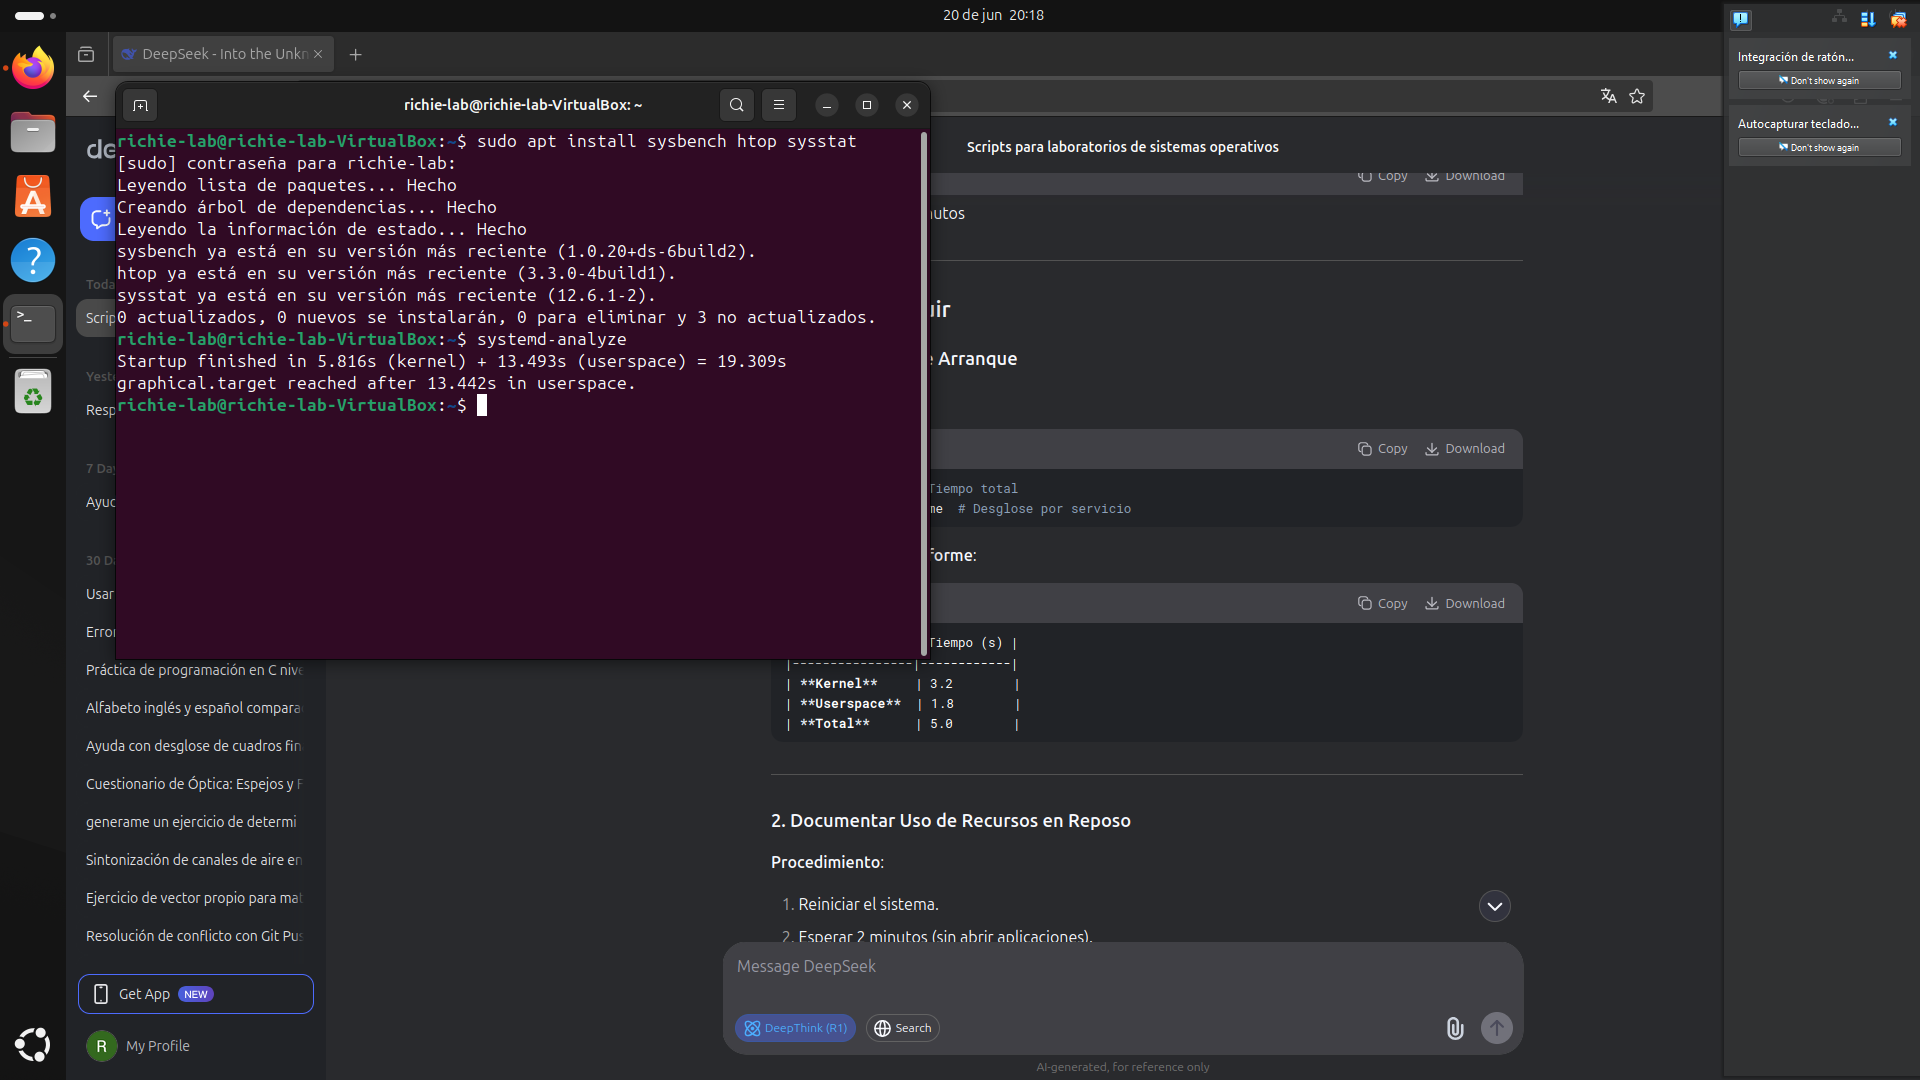 20 de jun 20:18
DeepSeek - Into the Unkn
richie-lab@richie-lab-VirtualBox: ~
richie-lab@richie-lab-VirtualBox:~$ sudo apt install sysbench htop sysstat
[sudo] contraseña para richie-lab:
Leyendo lista de paquetes... Hecho
Creando árbol de dependencias... Hecho
Leyendo la información de estado... Hecho
sysbench ya está en su versión más reciente (1.0.20+ds-6build2).
htop ya está en su versión más reciente (3.3.0-4build1).
sysstat ya está en su versión más reciente (12.6.1-2).
0 actualizados, 0 nuevos se instalarán, 0 para eliminar y 3 no actualizados.
richie-lab@richie-lab-VirtualBox:~$ systemd-analyze
Startup finished in 5.816s (kernel) + 13.493s (userspace) = 19.309s
graphical.target reached after 13.442s in userspace.
richie-lab@richie-lab-VirtualBox:~$
de
Toda
Scrip
Yeste
Resp
7 Day
Ayuc
30 Da
Usar
Error
Práctica de programación en C nive
Alfabeto inglés y español compara
Ayuda con desglose de cuadros fin
Cuestionario de Óptica: Espejos y F
generame un ejercicio de determi
Sintonización de canales de aire en
Ejercicio de vector propio para mat
Resolución de conflicto con Git Pus
Get App NEW
R My Profile
Scripts para laboratorios de sistemas operativos
Copy Download
nutos
uir
e Arranque
Copy Download
Tiempo total
me # Desglose por servicio
forme:
Copy Download
Tiempo (s) |
|----------------|------------|
| **Kernel** | 3.2 |
| **Userspace** | 1.8 |
| **Total** | 5.0 |
2. Documentar Uso de Recursos en Reposo
Procedimiento:
1. Reiniciar el sistema.
2. Esperar 2 minutos (sin abrir aplicaciones).
Message DeepSeek
DeepThink (R1) Search
AI-generated, for reference only
Integración de ratón...
Don't show again
Autocapturar teclado...
Don't show again